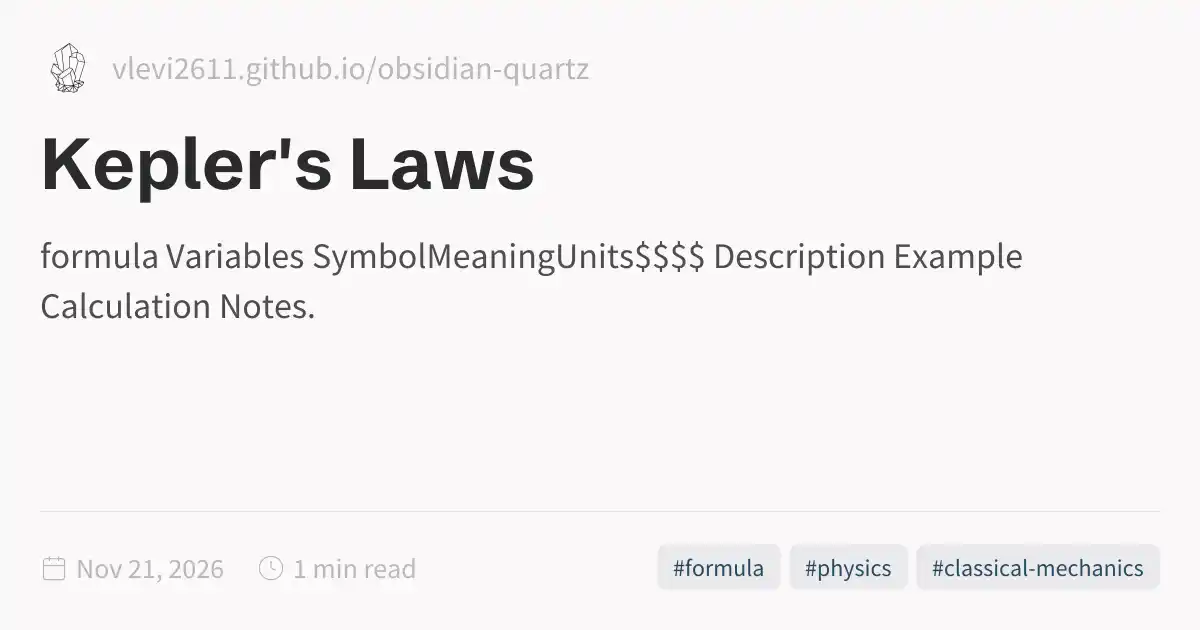 vlevi2611.github.io/obsidian-quartz
Kepler's Laws
formula Variables SymbolMeaningUnits$$$$ Description Example
Calculation Notes.
Nov 21, 2026 1 min read #formula #physics #classical-mechanics